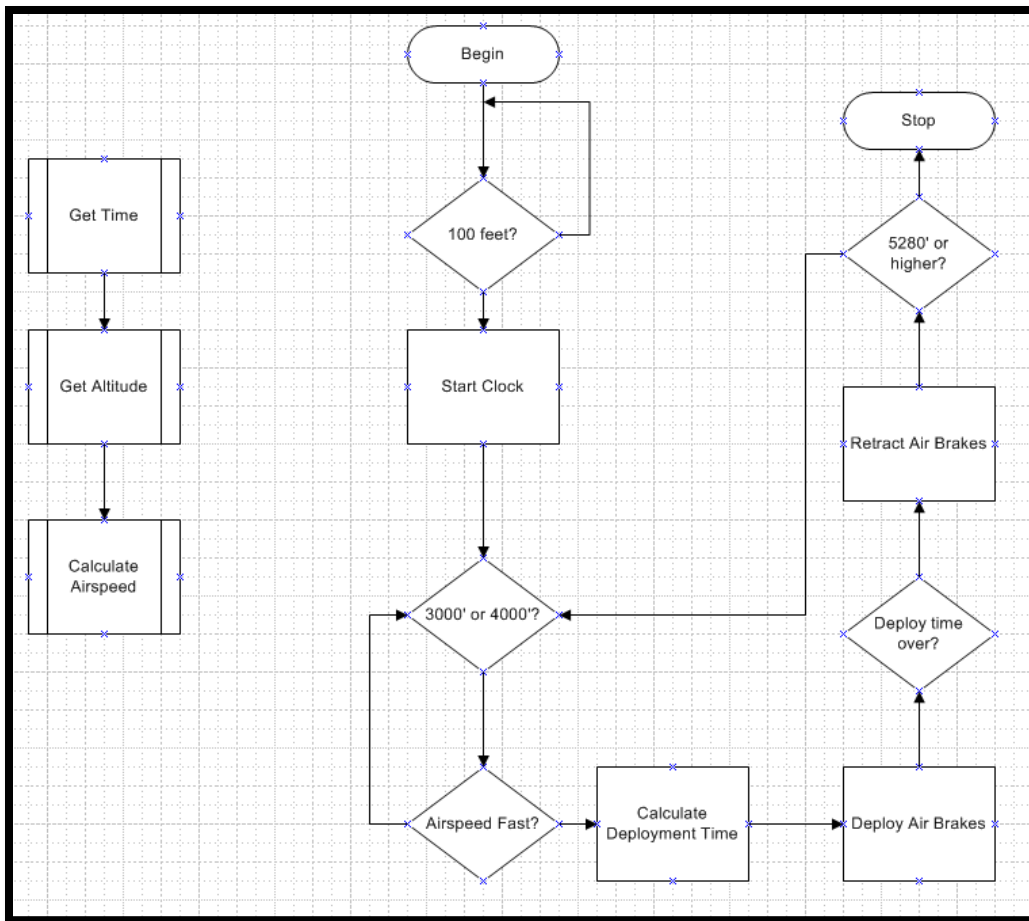 Begin
Stop
Get Time
100 feet?
5280' or
higher?
Get Altitude
Start Clock
Retract Air Brakes
Calculate
Airspeed
3000' or 4000'?
Deploy time
over?
Airspeed Fast?
Calculate
Deployment Time
Deploy Air Brakes